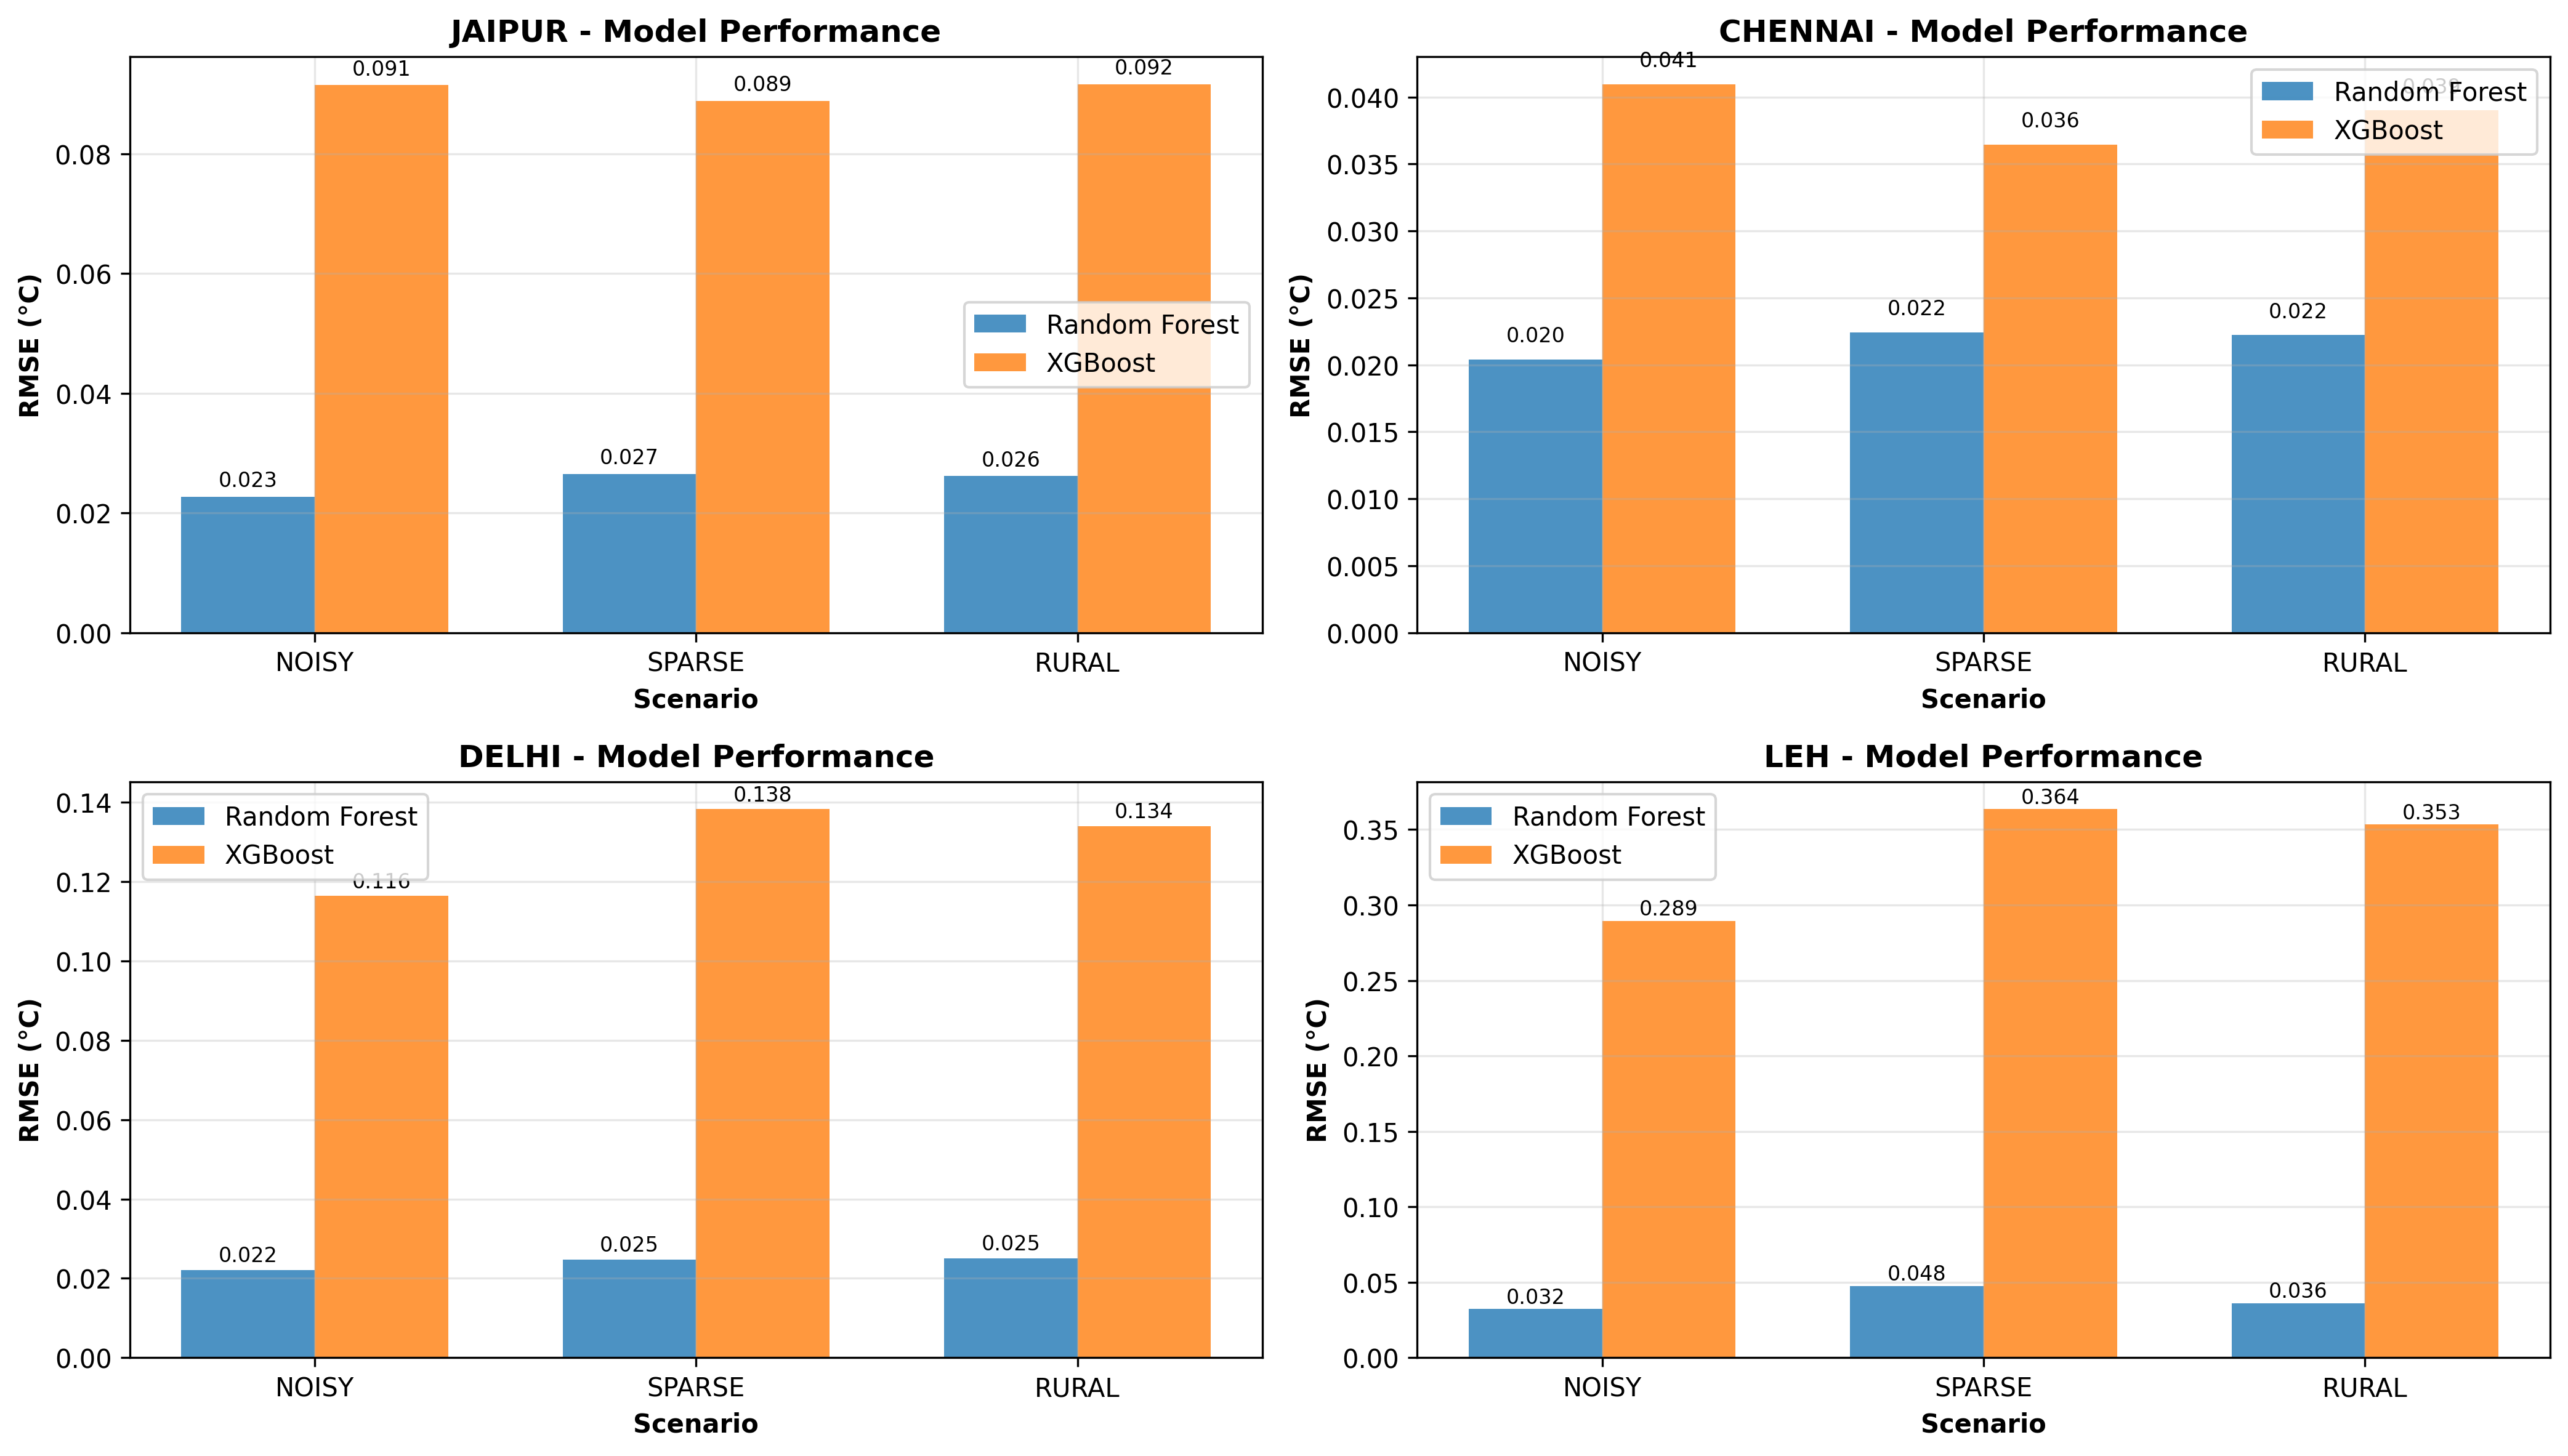 JAIPUR - Model Performance
0.091
0.089
0.092
0.08
0.06
0.04
0.02
0.00
RMSE (°C)
Random Forest
XGBoost
0.023
0.027
0.026
NOISY
SPARSE
RURAL
Scenario
CHENNAI - Model Performance
0.041
0.036
0.039
0.040
0.035
0.030
0.025
0.020
0.015
0.010
0.005
0.000
RMSE (°C)
Random Forest
XGBoost
0.020
0.022
0.022
NOISY
SPARSE
RURAL
Scenario
DELHI - Model Performance
0.14
0.12
0.10
0.08
0.06
0.04
0.02
0.00
RMSE (°C)
Random Forest
XGBoost
0.116
0.138
0.134
0.022
0.025
0.025
NOISY
SPARSE
RURAL
Scenario
LEH - Model Performance
0.35
0.30
0.25
0.20
0.15
0.10
0.05
0.00
RMSE (°C)
Random Forest
XGBoost
0.289
0.364
0.353
0.032
0.048
0.036
NOISY
SPARSE
RURAL
Scenario